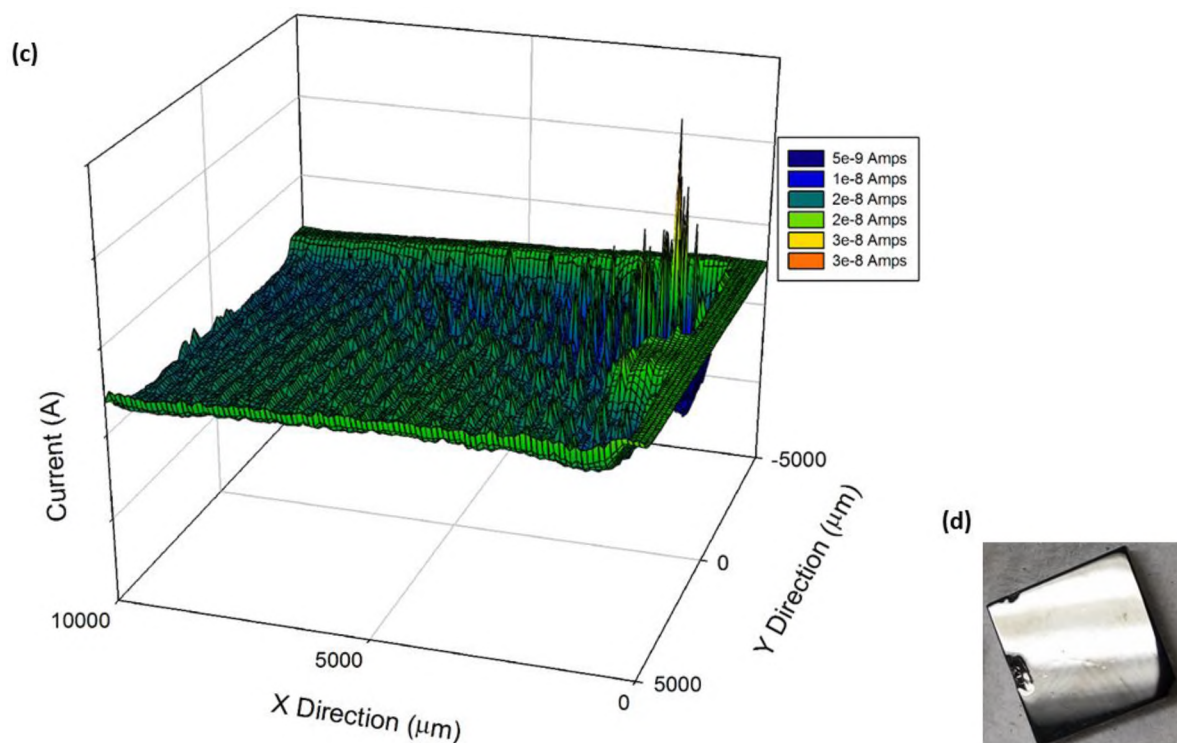 (c)
5e-9 Amps
1e-8 Amps
2e-8 Amps
2e-8 Amps
3e-8 Amps
3e-8 Amps
Current (A)
-5000
0
5000
Y Direction (μm)
10000
5000
0
X Direction (μm)
(d)